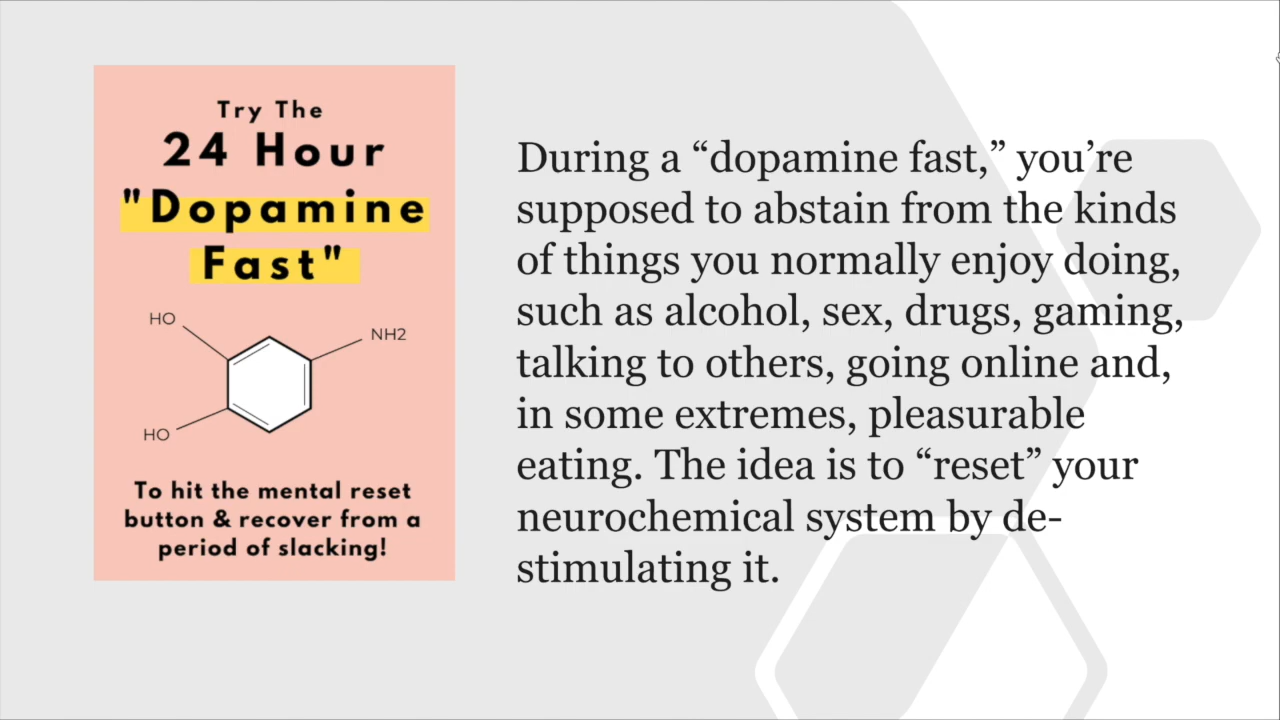 Try The
24 Hour
"Dopamine
Fast"
HO
NH2
HO
To hit the mental reset
button & recover from a
period of slacking!
During a “dopamine fast,” you’re
supposed to abstain from the kinds
of things you normally enjoy doing,
such as alcohol, sex, drugs, gaming,
talking to others, going online and,
in some extremes, pleasurable
eating. The idea is to “reset” your
neurochemical system by de-
stimulating it.